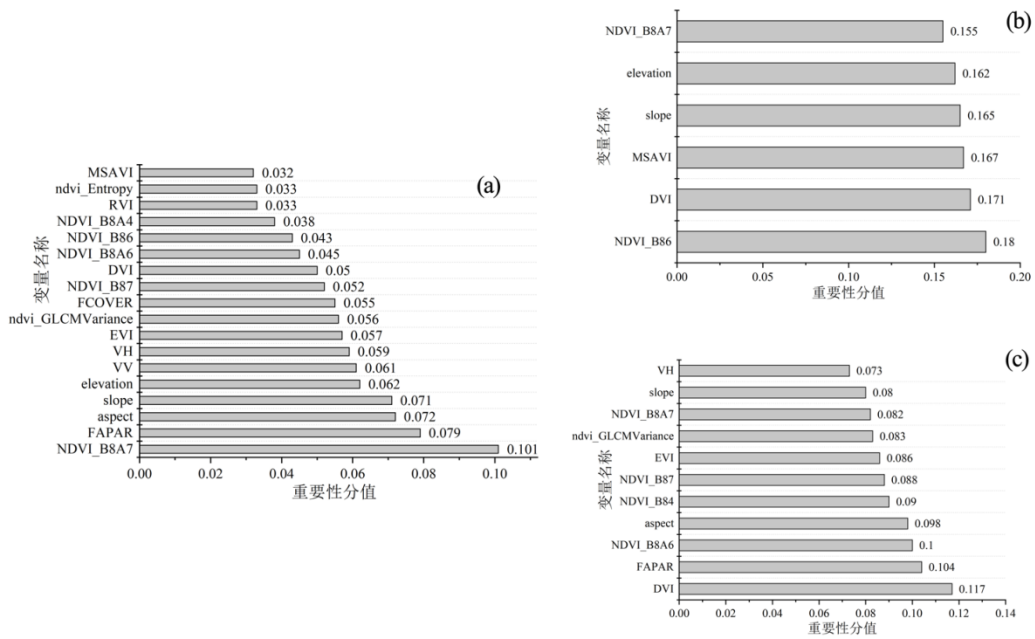 (a)
变量名称
MSAVI 0.032
ndvi_Entropy 0.033
RVI 0.033
NDVI_B8A4 0.038
NDVI_B86 0.043
NDVI_B8A6 0.045
DVI 0.05
NDVI_B87 0.052
FCOVER 0.055
ndvi_GLCMVariance 0.056
EVI 0.057
VH 0.059
VV 0.061
elevation 0.062
slope 0.071
aspect 0.072
FAPAR 0.079
NDVI_B8A7 0.101
0.00 0.02 0.04 0.06 0.08 0.10
重要性分值
(b)
变量名称
NDVI_B8A7 0.155
elevation 0.162
slope 0.165
MSAVI 0.167
DVI 0.171
NDVI_B86 0.18
0.00 0.05 0.10 0.15 0.20
重要性分值
(c)
变量名称
VH 0.073
slope 0.08
NDVI_B8A7 0.082
ndvi_GLCMVariance 0.083
EVI 0.086
NDVI_B87 0.088
NDVI_B84 0.09
aspect 0.098
NDVI_B8A6 0.1
FAPAR 0.104
DVI 0.117
0.00 0.02 0.04 0.06 0.08 0.10 0.12 0.14
重要性分值